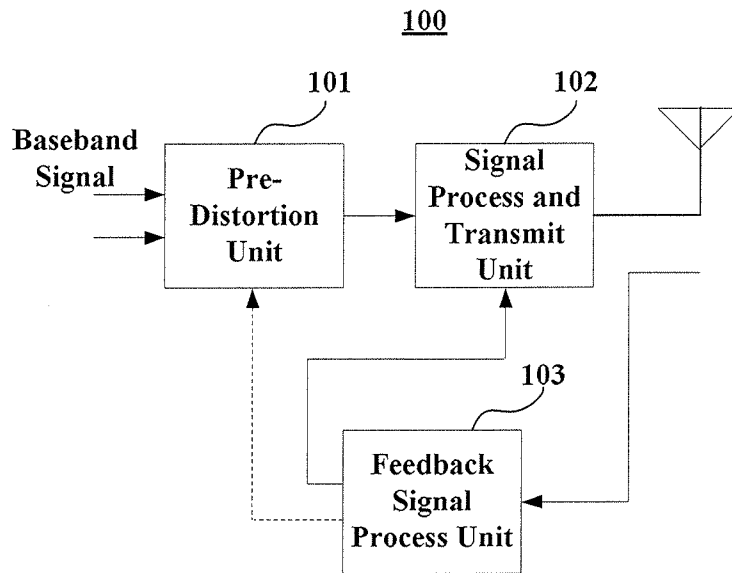 100
101
102
Baseband
Signal
Pre-
Distortion
Unit
Signal
Process and
Transmit
Unit
103
Feedback
Signal
Process Unit